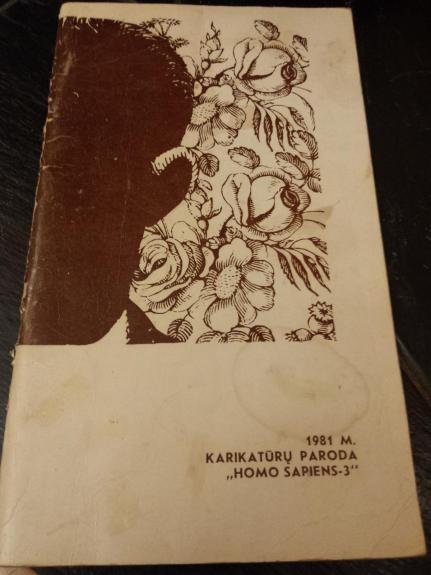 1981 M.
KARIKATŪRŲ PARODA
„HOMO SAPIENS-3“